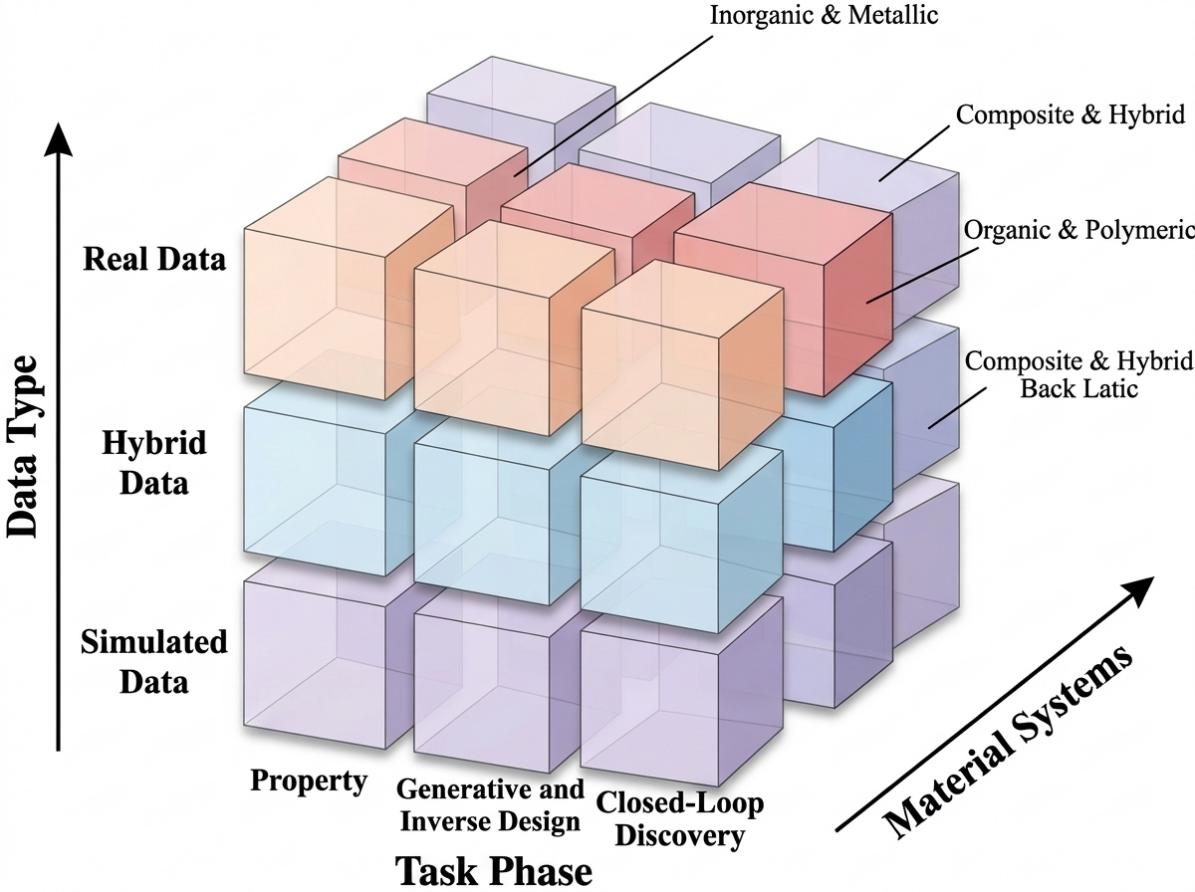 Inorganic & Metallic
Composite & Hybrid
Organic & Polymeric
Real Data
Composite & Hybrid
Back Latic
Hybrid
Data
Data Type
Simulated
Data
Material Systems
Property
Generative and
Inverse Design
Closed-Loop
Discovery
Task Phase